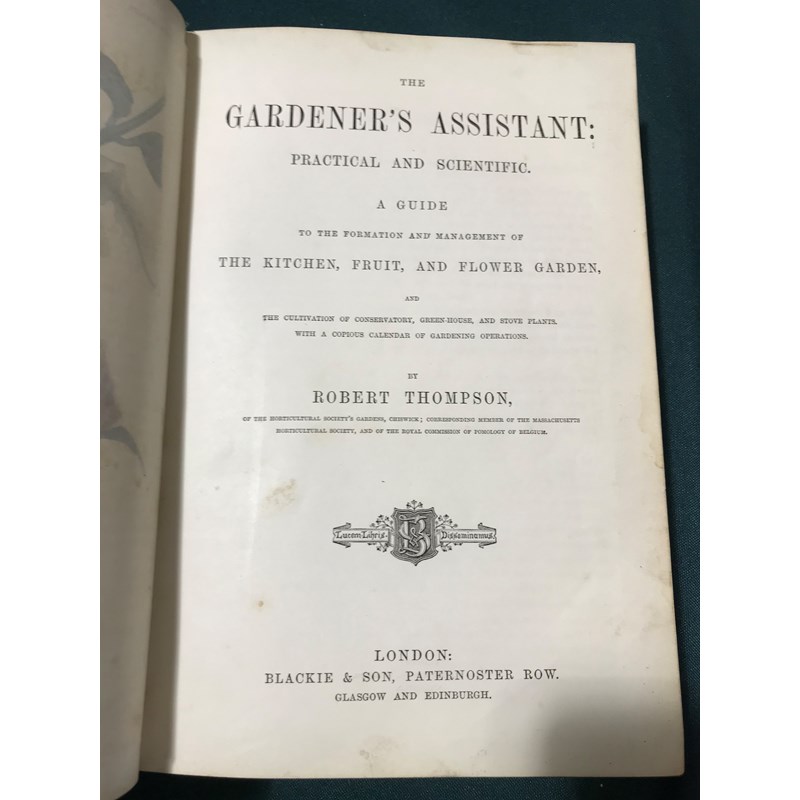 THE
GARDENER'S ASSISTANT:
PRACTICAL AND SCIENTIFIC.
A GUIDE
TO THE FORMATION AND MANAGEMENT OF
THE KITCHEN, FRUIT, AND FLOWER GARDEN,
AND
THE CULTIVATION OF CONSERVATORY, GREEN-HOUSE, AND STOVE PLANTS.
WITH A COPIOUS CALENDAR OF GARDENING OPERATIONS.
BY
ROBERT THOMPSON,
OF THE HORTICULTURAL SOCIETY'S GARDENS, CHISWICK; CORRESPONDING MEMBER OF THE MASSACHUSETTS
HORTICULTURAL SOCIETY, AND OF THE ROYAL COMMISSION OF POMOLOGY OF BELGIUM.
Lucem Libris Disseminamus
LONDON:
BLACKIE & SON, PATERNOSTER ROW.
GLASGOW AND EDINBURGH.